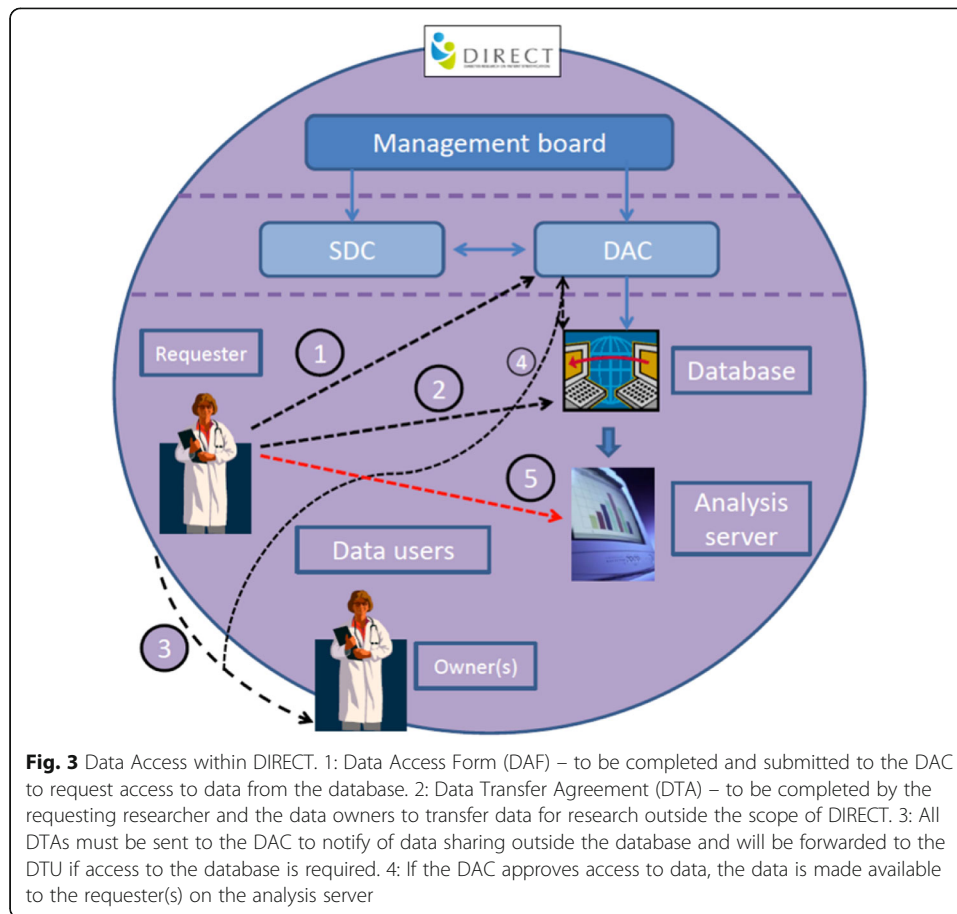 DIRECT
Management board
SDC
DAC
Requester
1
4
2
Database
5
Analysis
server
Data users
3
Owner(s)
Fig. 3 Data Access within DIRECT. 1: Data Access Form (DAF) – to be completed and submitted to the DAC
to request access to data from the database. 2: Data Transfer Agreement (DTA) – to be completed by the
requesting researcher and the data owners to transfer data for research outside the scope of DIRECT. 3: All
DTAs must be sent to the DAC to notify of data sharing outside the database and will be forwarded to the
DTU if access to the database is required. 4: If the DAC approves access to data, the data is made available
to the requester(s) on the analysis server